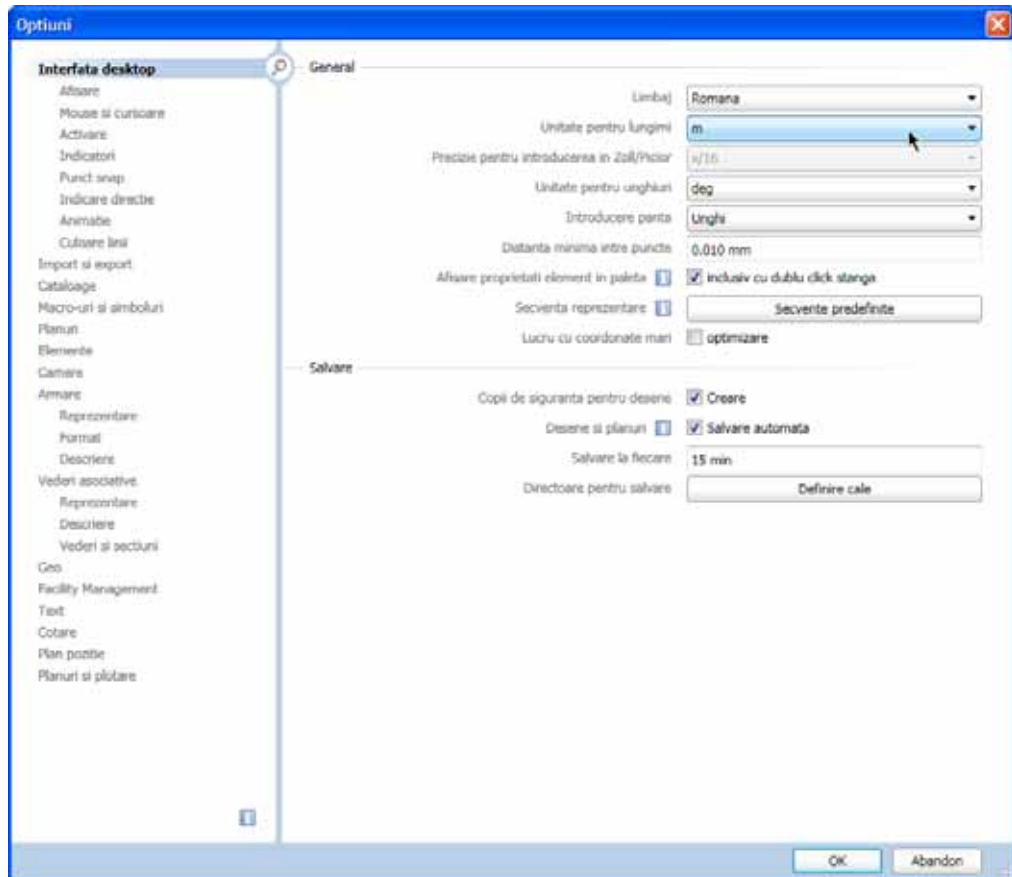 Optiuni
Interfata desktop
Afisare
Mouse si cursoare
Activare
Indicatori
Punct snap
Indicare directie
Animatie
Culoare linii
Import si export
Cataloage
Macro-uri si simboluri
Planuri
Elemente
Camere
Armare
Reprezentare
Format
Descriere
Vederi asociative
Reprezentare
Descriere
Vederi si sectiuni
Geo
Facility Management
Text
Cotare
Plan pozitie
Planuri si plotare
General
Limbaj Romana
Unitate pentru lungimi m
Precizie pentru introducerea in Zoll/Picior x/16
Unitate pentru unghiuri deg
Introducere panta Unghi
Distanta minima intre puncte 0.010 mm
Afisare proprietati element in paleta inclusiv cu dublu click stanga
Secventa reprezentare Secvente predefinite
Lucru cu coordonate mari optimizare
Salvare
Copii de siguranta pentru desene Creare
Desene si planuri Salvare automata
Salvare la fiecare 15 min
Directoare pentru salvare Definire cale
OK Abandon